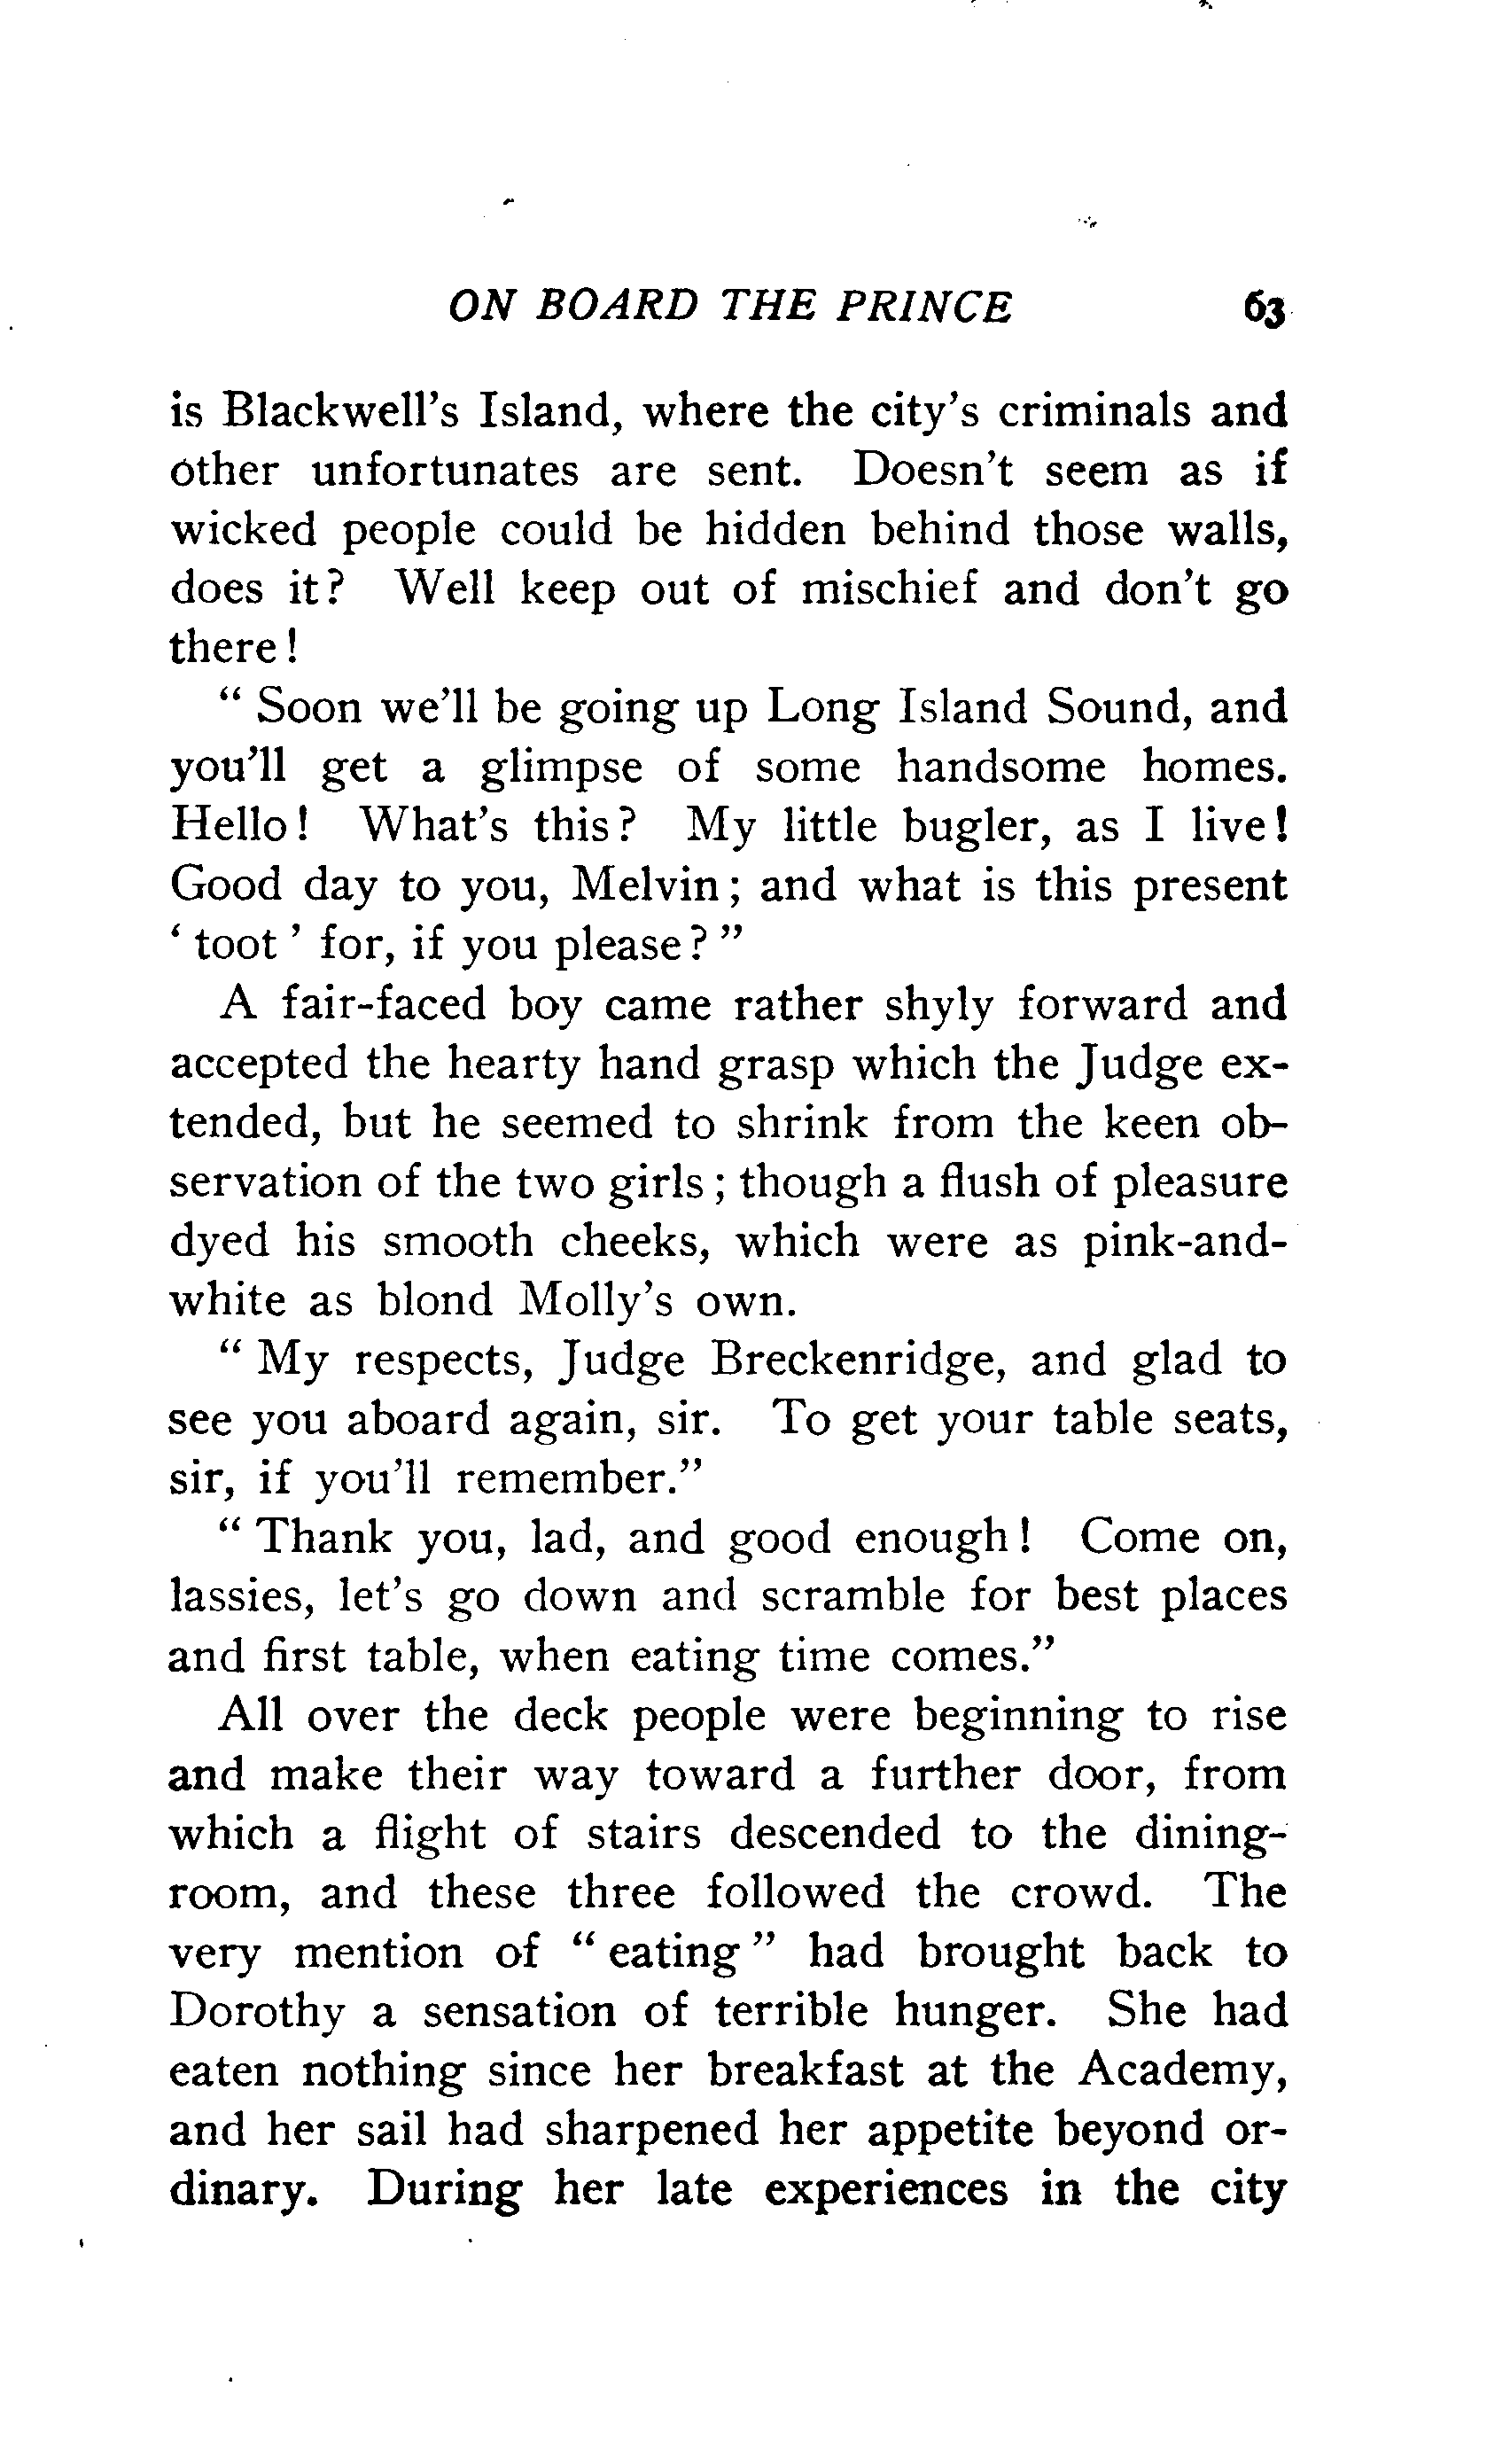 ON BOARD THE PRINCE 63
is Blackwell's Island, where the city's criminals and
other unfortunates are sent. Doesn't seem as if
wicked people could be hidden behind those walls,
does it? Well keep out of mischief and don't go
there!
" Soon we'll be going up Long Island Sound, and
you'll get a glimpse of some handsome homes.
Hello! What's this? My little bugler, as I live!
Good day to you, Melvin; and what is this present
' toot ' for, if you please?"
A fair-faced boy came rather shyly forward and
accepted the hearty hand grasp which the Judge ex-
tended, but he seemed to shrink from the keen ob-
servation of the two girls; though a flush of pleasure
dyed his smooth cheeks, which were as pink-and-
white as blond Molly's own.
" My respects, Judge Breckenridge, and glad to
see you aboard again, sir. To get your table seats,
sir, if you'll remember."
" Thank you, lad, and good enough! Come on,
lassies, let's go down and scramble for best places
and first table, when eating time comes."
All over the deck people were beginning to rise
and make their way toward a further door, from
which a flight of stairs descended to the dining-
room, and these three followed the crowd. The
very mention of " eating " had brought back to
Dorothy a sensation of terrible hunger. She had
eaten nothing since her breakfast at the Academy,
and her sail had sharpened her appetite beyond or-
dinary. During her late experiences in the city